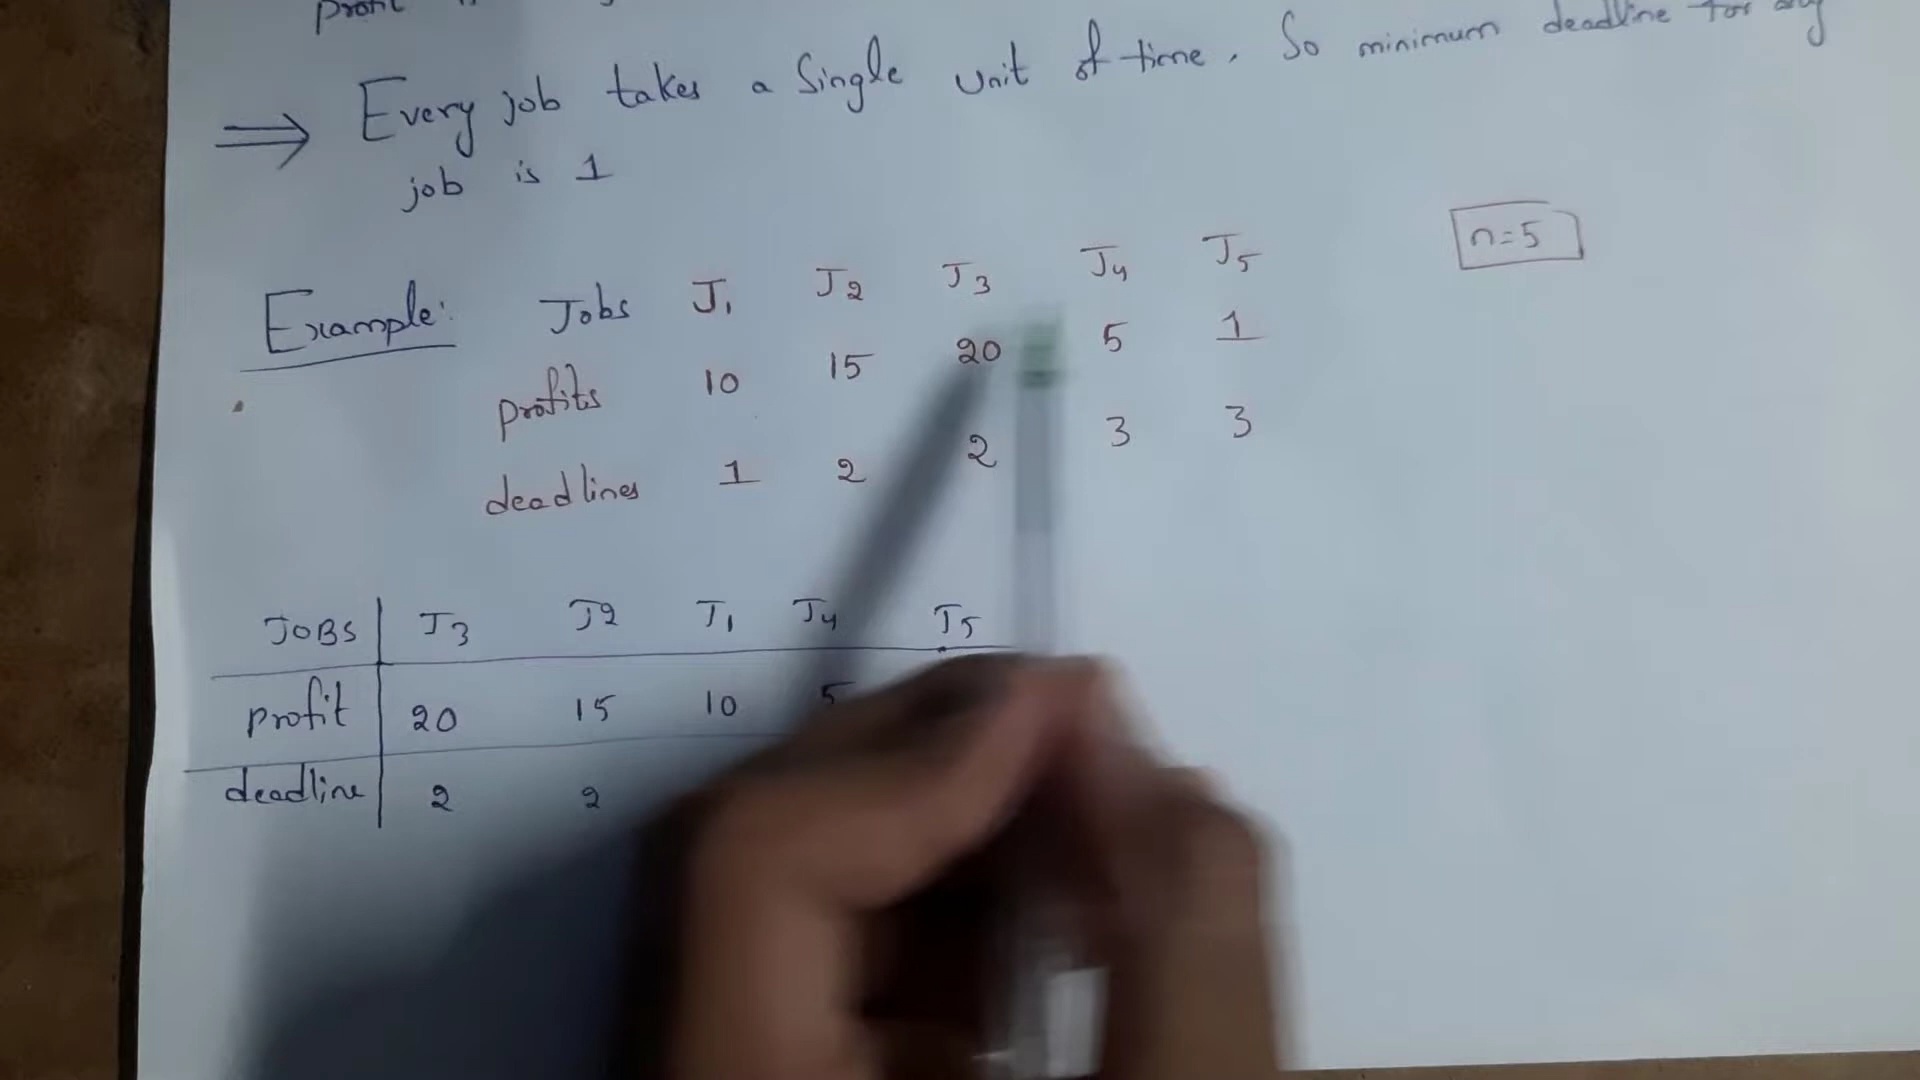 profit
⇒ Every job takes a single unit of time. So minimum deadline for any
job is 1
n=5
Example: Jobs J1 J2 J3 J4 J5
profits 10 15 20 5 1
deadlines 1 2 2 3 3
JOBS J3 J2 J1 J4 J5
profit 20 15 10 5
deadline 2 2